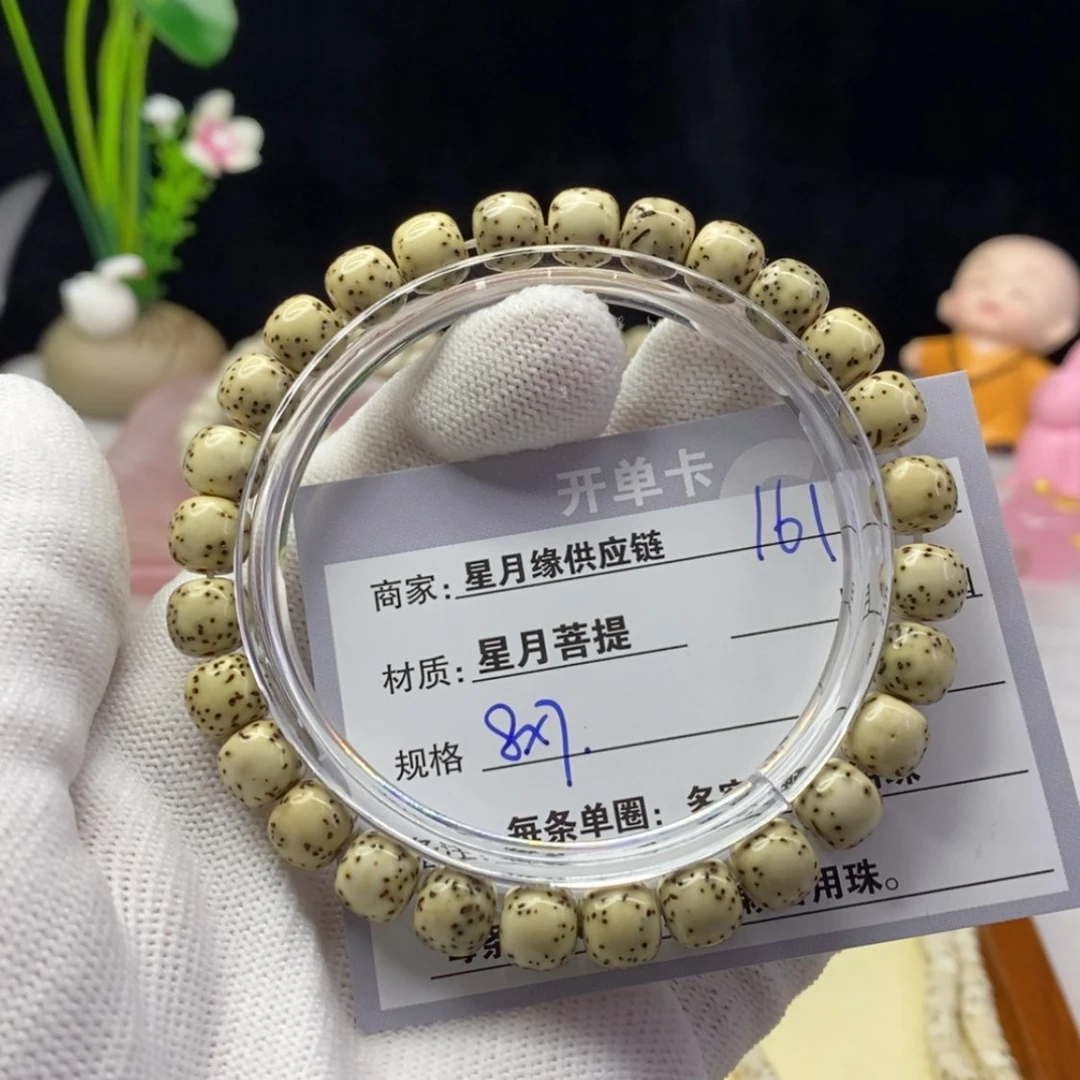 开单卡
161
商家：星月缘供应链
材质：星月菩提
规格 8x7.
每条单圈：
用珠。